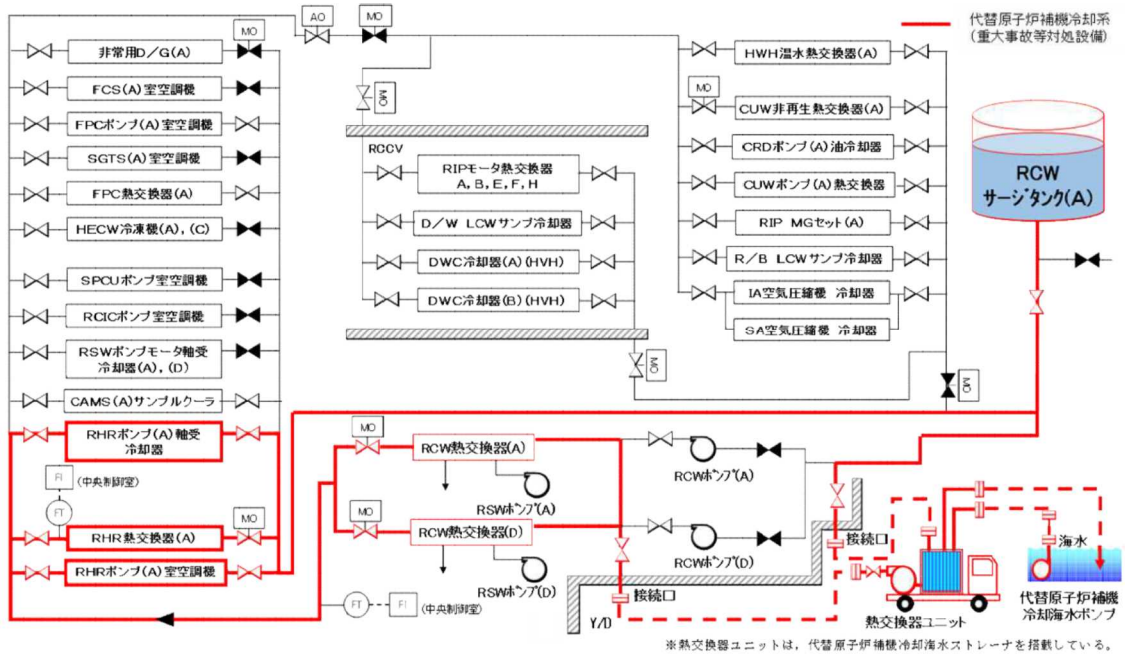 AO
MO
代替原子炉補機冷却系
(重大事故等対処設備)
MO
非常用D/G(A)
FCS(A)室空調機
FPCポンプ(A)室空調機
SGTS(A)室空調機
FPC熱交換器(A)
HECW冷凍機(A),(C)
SPCUポンプ室空調機
RCICポンプ室空調機
RSWポンプモータ軸受
冷却器(A),(D)
CAMS(A)サンプルクーラ
RHRポンプ(A)軸受
冷却器
FI
(中央制御室)
FT
MO
RHR熱交換器(A)
RHRポンプ(A)室空調機
MO
RCCV
RIPモータ熱交換器
A,B,E,F,H
D/W LCWサンプ冷却器
DWC冷却器(A)(HVH)
DWC冷却器(B)(HVH)
MO
HWH温水熱交換器(A)
MO
CUW非再生熱交換器(A)
CRDポンプ(A)油冷却器
CUWポンプ(A)熱交換器
RIP MGセット(A)
R/B LCWサンプ冷却器
IA空気圧縮機 冷却器
SA空気圧縮機 冷却器
MO
RCW
サージタンク(A)
MO
RCW熱交換器(A)
RSWポンプ(A)
MO
RCW熱交換器(D)
RSWポンプ(D)
RCWポンプ(A)
RCWポンプ(D)
FT
FI
(中央制御室)
Y/D
接続口
接続口
熱交換器ユニット
海水
代替原子炉補機
冷却海水ポンプ
※熱交換器ユニットは,代替原子炉補機冷却海水ストレーナを搭載している。